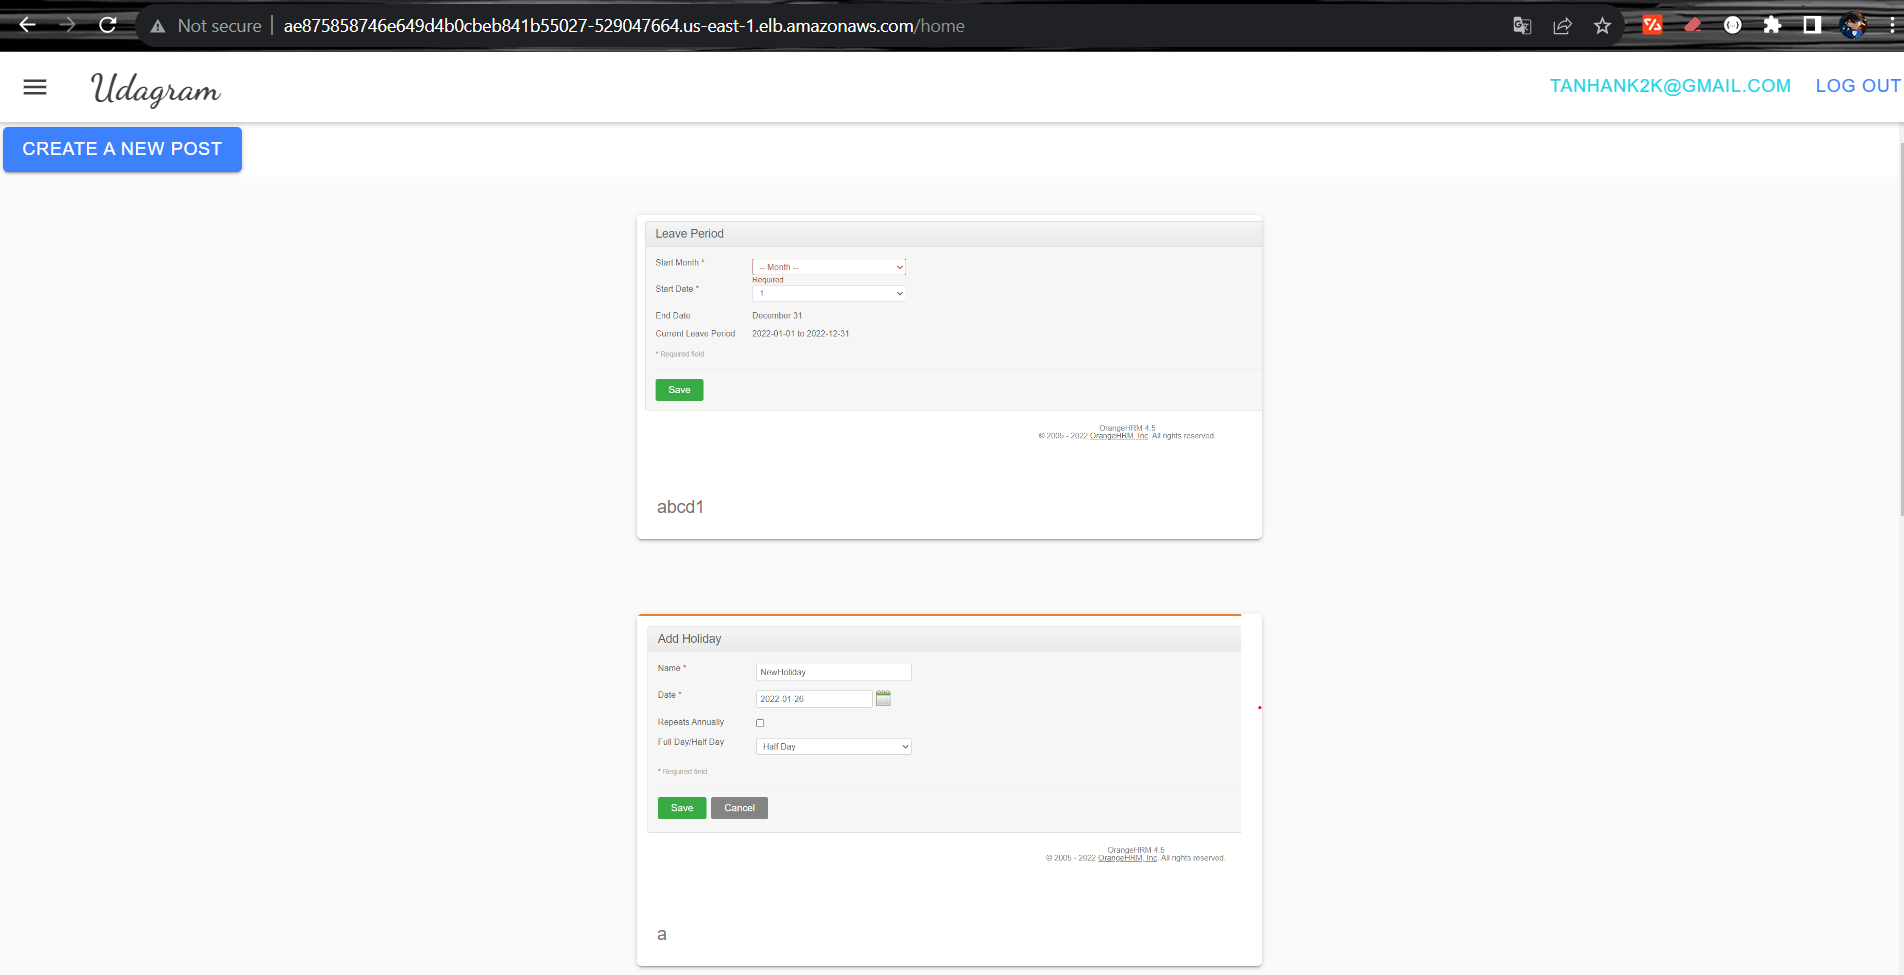 Not secure | ae875858746e649d4b0cbeb841b55027-529047664.us-east-1.elb.amazonaws.com/home
Udagram
TANHANK2K@GMAIL.COM LOG OUT
CREATE A NEW POST
Leave Period
Start Month * -- Month --
Required
Start Date * 1
End Date December 31
Current Leave Period 2022-01-01 to 2022-12-31
* Required field
Save
OrangeHRM 4.5
© 2005 - 2022 OrangeHRM, Inc. All rights reserved.
abcd1
Add Holiday
Name * NewHoliday
Date * 2022-01-26
Repeats Annually
Full Day/Half Day Half Day
* Required field
Save Cancel
OrangeHRM 4.5
© 2005 - 2022 OrangeHRM, Inc. All rights reserved.
a